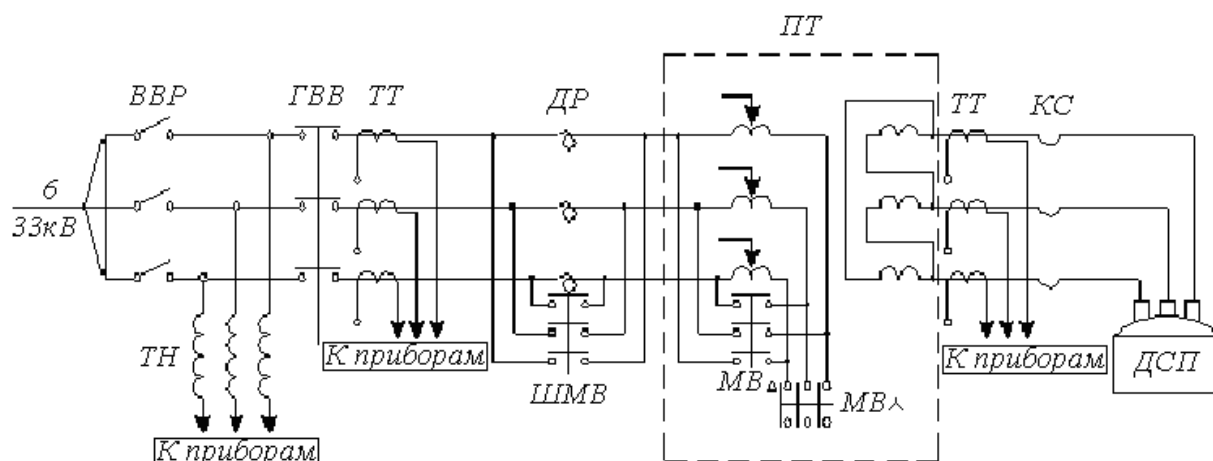 ПТ
ВВР ГВВ ТТ ДР ТТ КС
6
33кВ
ТН
К приборам
К приборам
ШМВ
МВ Δ
МВ⅄
К приборам
ДСП